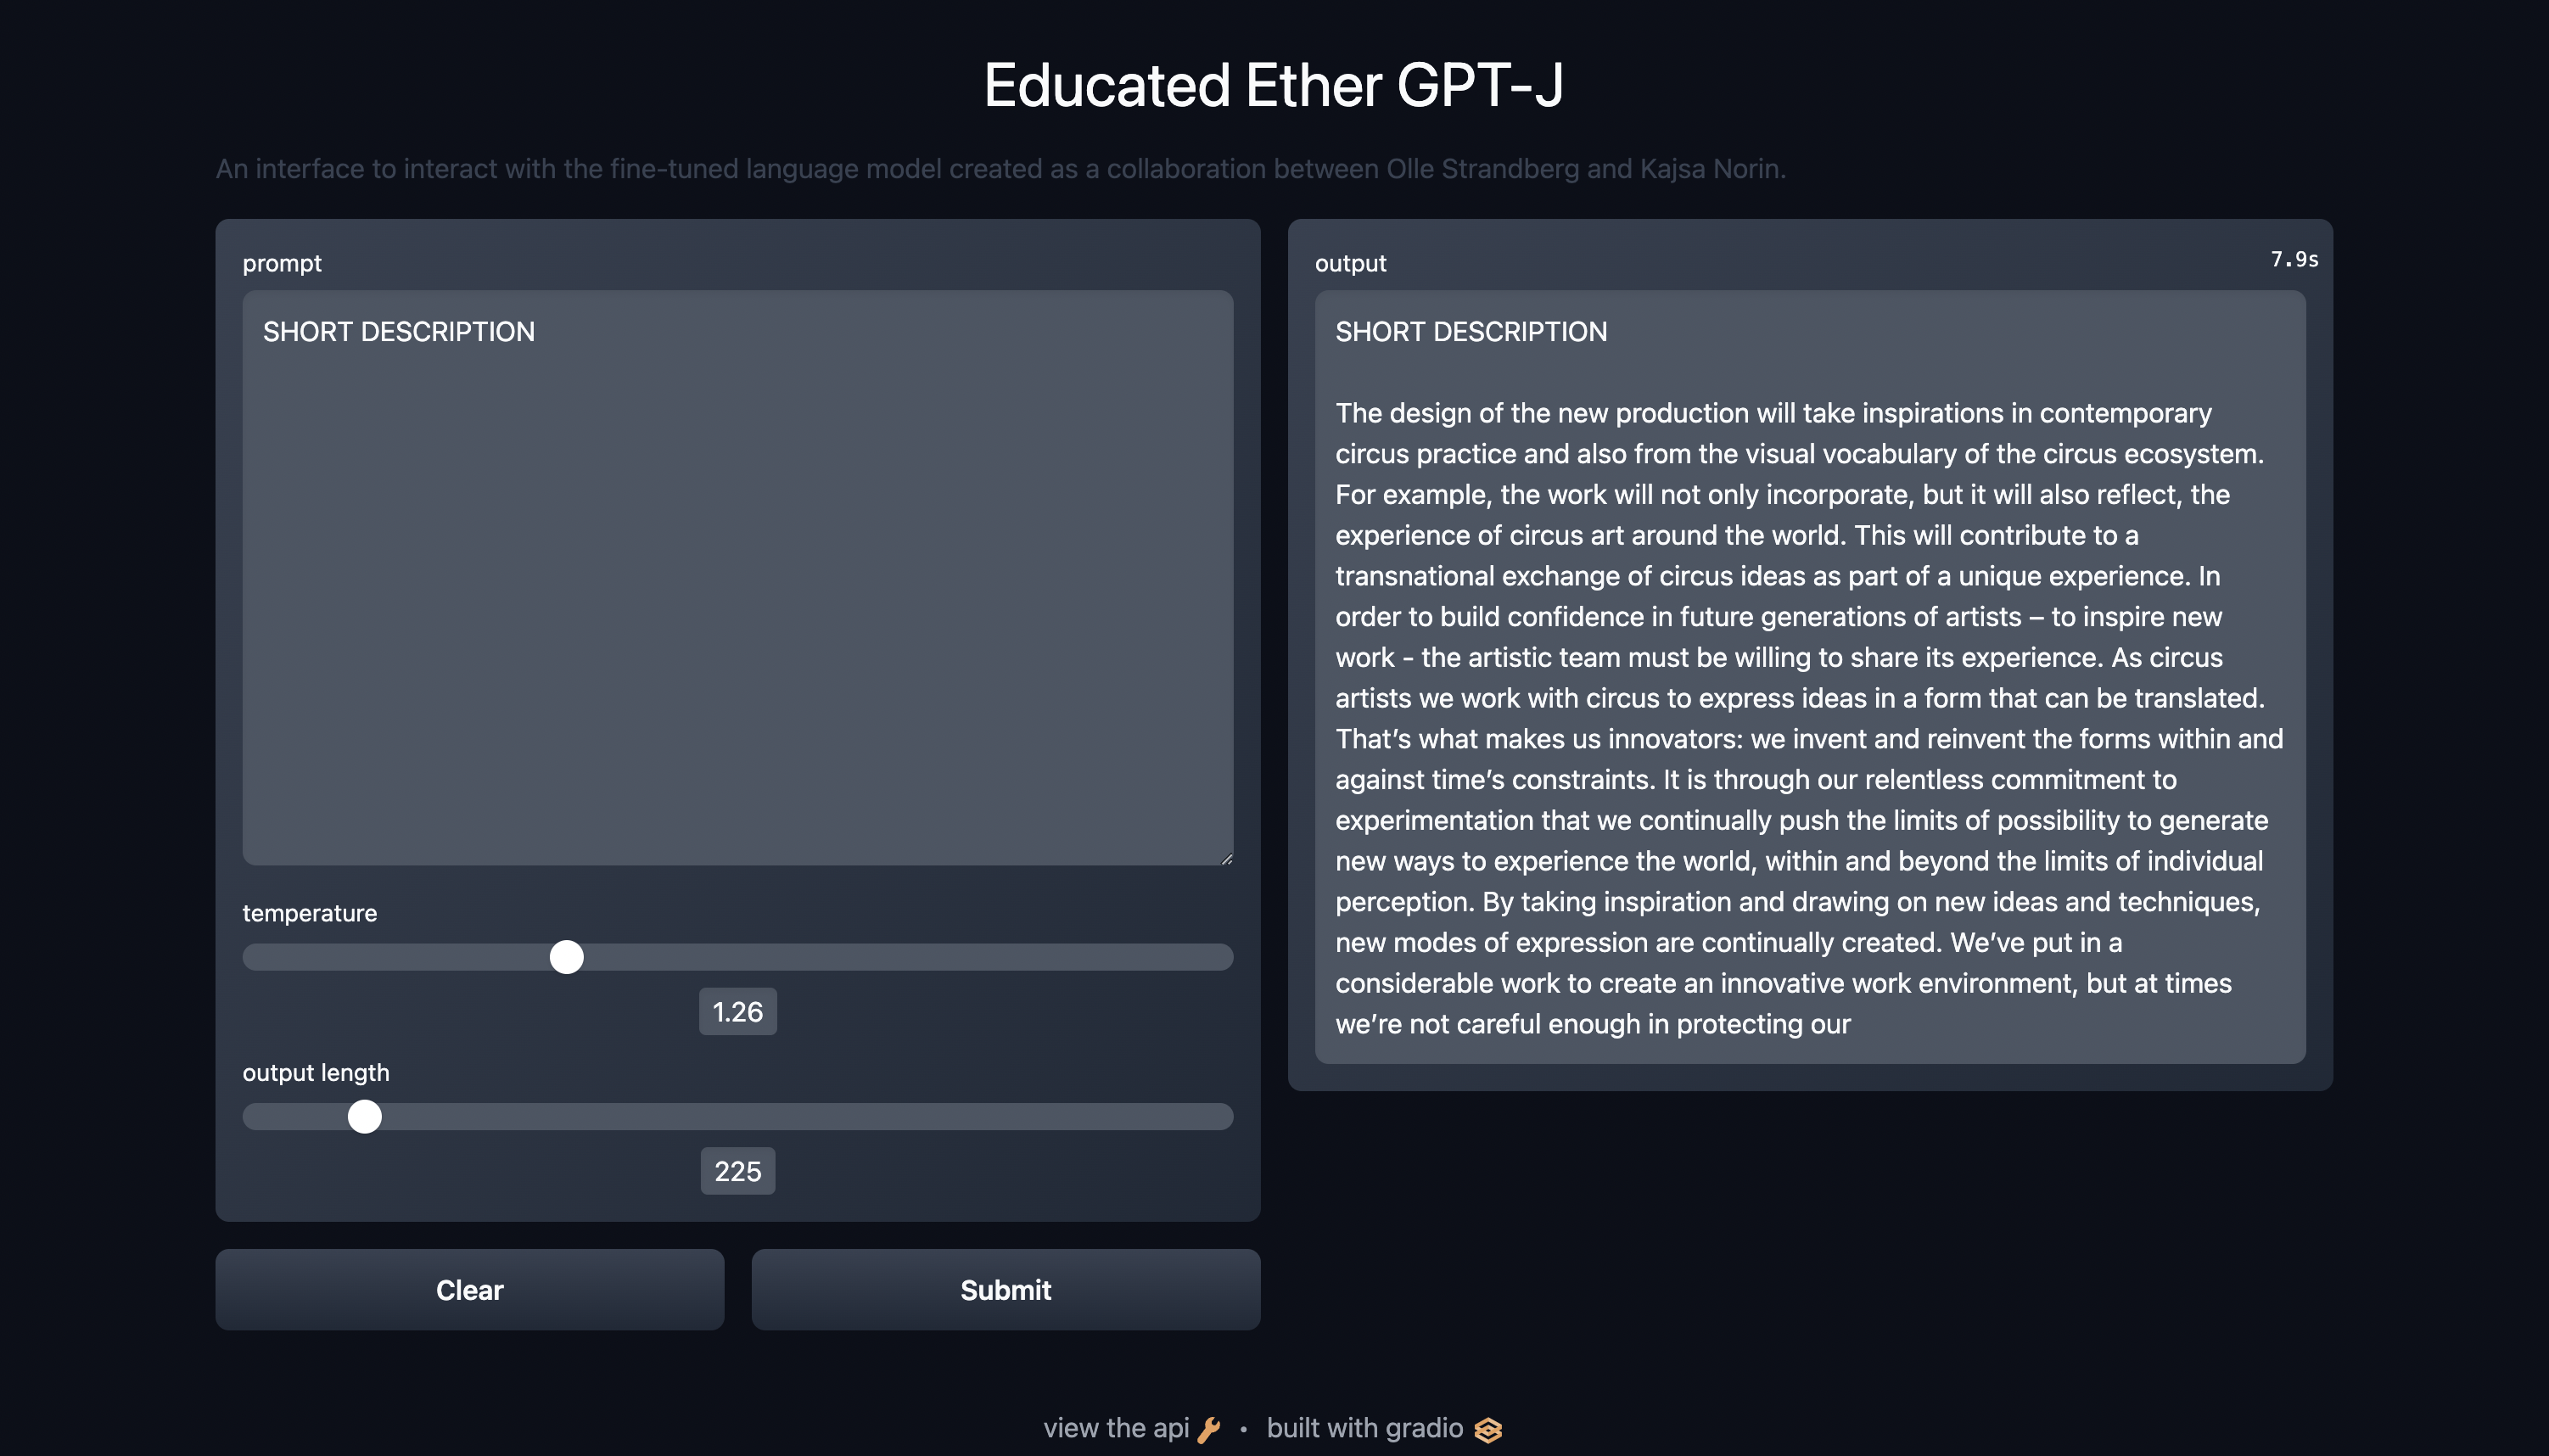 Educated Ether GPT-J
An interface to interact with the fine-tuned language model created as a collaboration between Olle Strandberg and Kajsa Norin.
prompt
SHORT DESCRIPTION
temperature
1.26
output length
225
Clear
Submit
output
7.9s
SHORT DESCRIPTION
The design of the new production will take inspirations in contemporary
circus practice and also from the visual vocabulary of the circus ecosystem.
For example, the work will not only incorporate, but it will also reflect, the
experience of circus art around the world. This will contribute to a
transnational exchange of circus ideas as part of a unique experience. In
order to build confidence in future generations of artists – to inspire new
work - the artistic team must be willing to share its experience. As circus
artists we work with circus to express ideas in a form that can be translated.
That’s what makes us innovators: we invent and reinvent the forms within and
against time’s constraints. It is through our relentless commitment to
experimentation that we continually push the limits of possibility to generate
new ways to experience the world, within and beyond the limits of individual
perception. By taking inspiration and drawing on new ideas and techniques,
new modes of expression are continually created. We’ve put in a
considerable work to create an innovative work environment, but at times
we’re not careful enough in protecting our
view the api • built with gradio